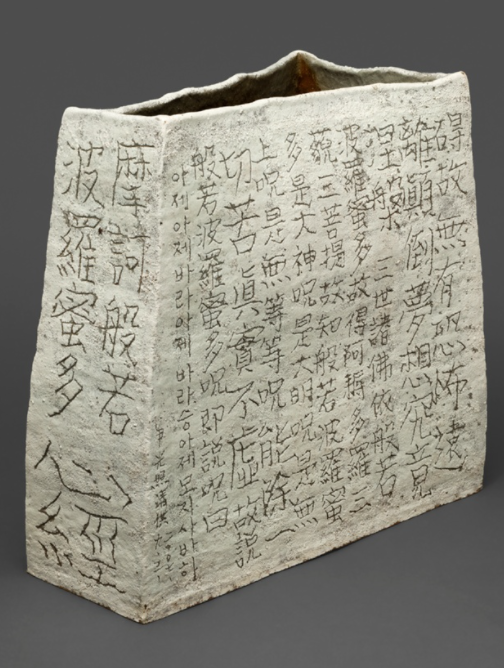 碍故無有恐怖遠
離顚倒夢想究竟
涅槃 三世諸佛依般若
波羅蜜多故得阿耨多羅三
藐三菩提故知般若波羅蜜
多是大神呪是大明呪是無
上呪是無等等呪能除一
切苦眞實不虛故說
般若波羅蜜多呪即說呪曰
아제아제 바라아제 바라승아제 모지사바하
摩訶般若
波羅蜜多
心經